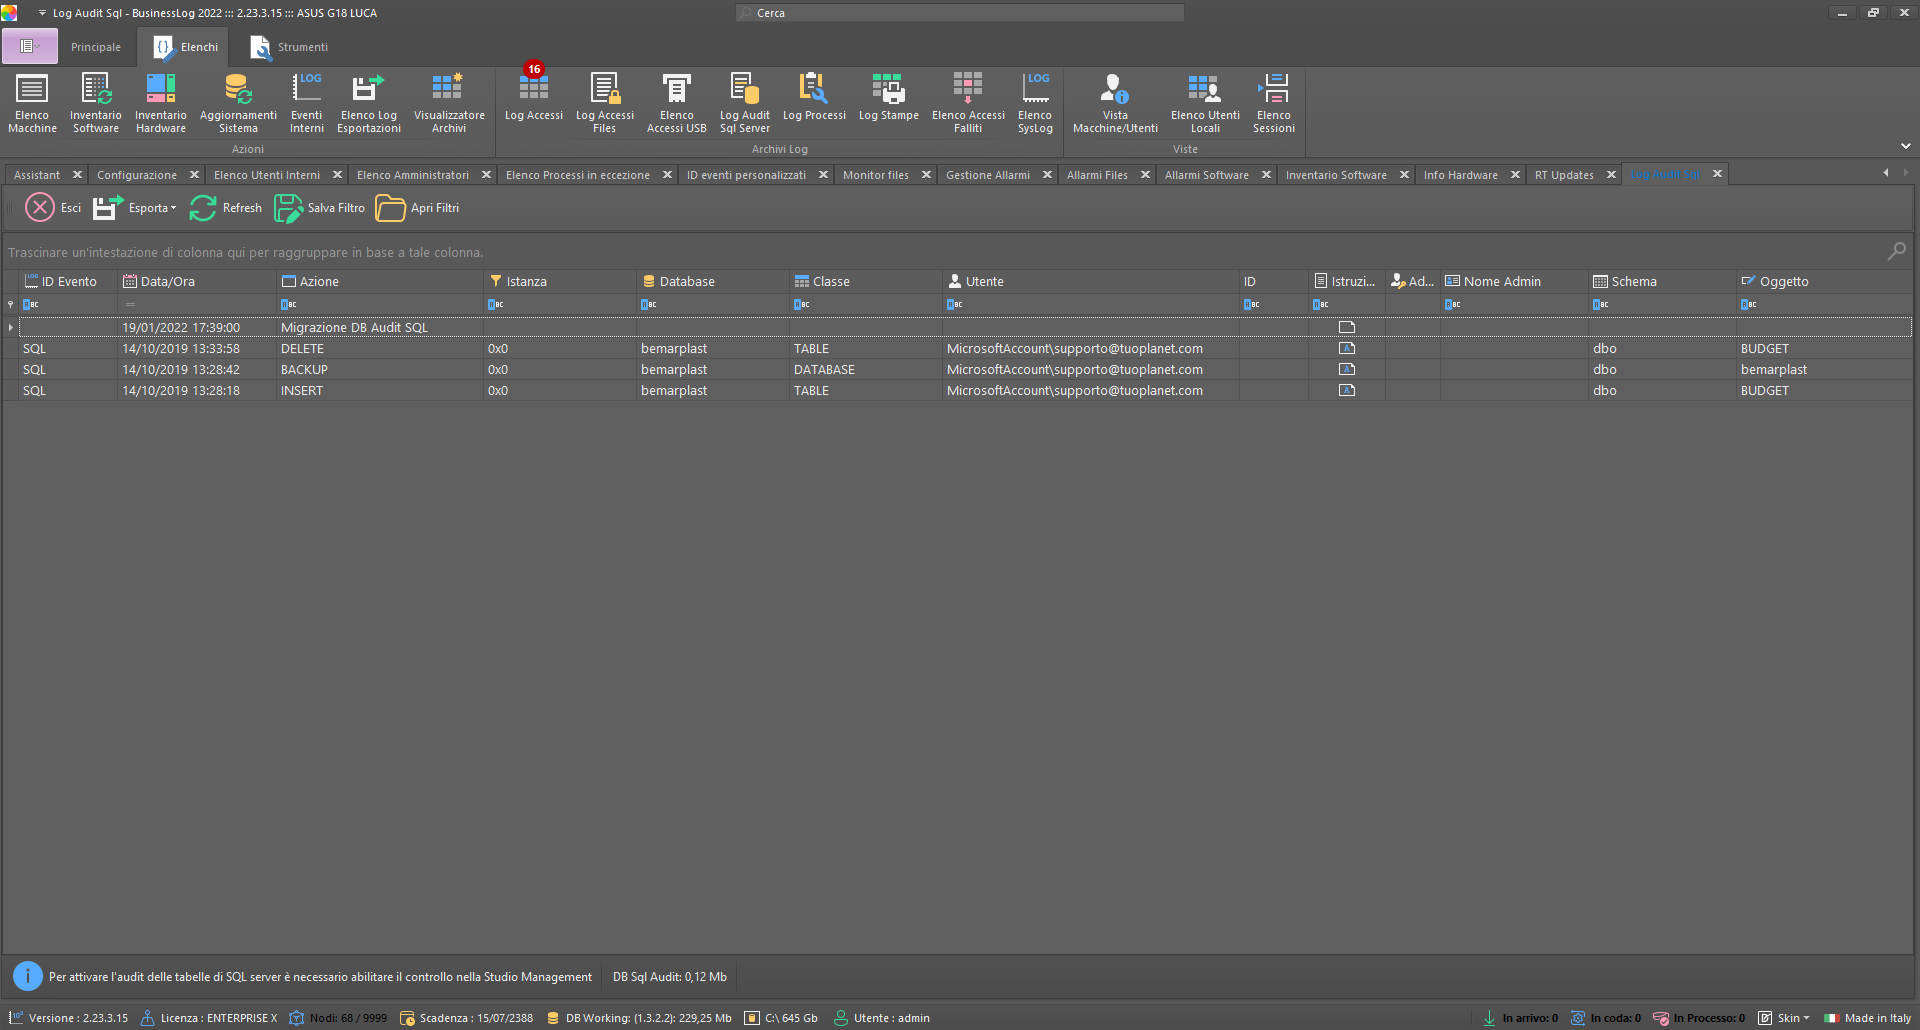 Log Audit Sql - BusinessLog 2022 ::: 2.23.3.15 ::: ASUS G18 LUCA
Cerca
Principale
Elenchi
Strumenti
Elenco Macchine
Inventario Software
Inventario Hardware
Aggiornamenti Sistema
Eventi Interni
Elenco Log Esportazioni
Visualizzatore Archivi
Azioni
16
Log Accessi
Log Accessi Files
Elenco Accessi USB
Log Audit Sql Server
Log Processi
Log Stampe
Elenco Accessi Falliti
Elenco SysLog
Archivi Log
Vista Macchine/Utenti
Elenco Utenti Locali
Elenco Sessioni
Viste
Assistant
Configurazione
Elenco Utenti Interni
Elenco Amministratori
Elenco Processi in eccezione
ID eventi personalizzati
Monitor files
Gestione Allarmi
Allarmi Files
Allarmi Software
Inventario Software
Info Hardware
RT Updates
Log Audit Sql
Esci
Esporta
Refresh
Salva Filtro
Apri Filtri
Trascinare un'intestazione di colonna qui per raggruppare in base a tale colonna.
ID Evento Data/Ora Azione Istanza Database Classe Utente ID Istruzi... Ad... Nome Admin Schema Oggetto
19/01/2022 17:39:00 Migrazione DB Audit SQL
SQL 14/10/2019 13:33:58 DELETE 0x0 bemarplast TABLE MicrosoftAccount\supporto@tuoplanet.com dbo BUDGET
SQL 14/10/2019 13:28:42 BACKUP 0x0 bemarplast DATABASE MicrosoftAccount\supporto@tuoplanet.com dbo bemarplast
SQL 14/10/2019 13:28:18 INSERT 0x0 bemarplast TABLE MicrosoftAccount\supporto@tuoplanet.com dbo BUDGET
Per attivare l'audit delle tabelle di SQL server è necessario abilitare il controllo nella Studio Management
DB Sql Audit: 0,12 Mb
Versione : 2.23.3.15
Licenza : ENTERPRISE X
Nodi: 68 / 9999
Scadenza : 15/07/2388
DB Working: (1.3.2.2): 229,25 Mb
C:\ 645 Gb
Utente : admin
In arrivo: 0
In coda: 0
In Processo: 0
Skin
Made in Italy